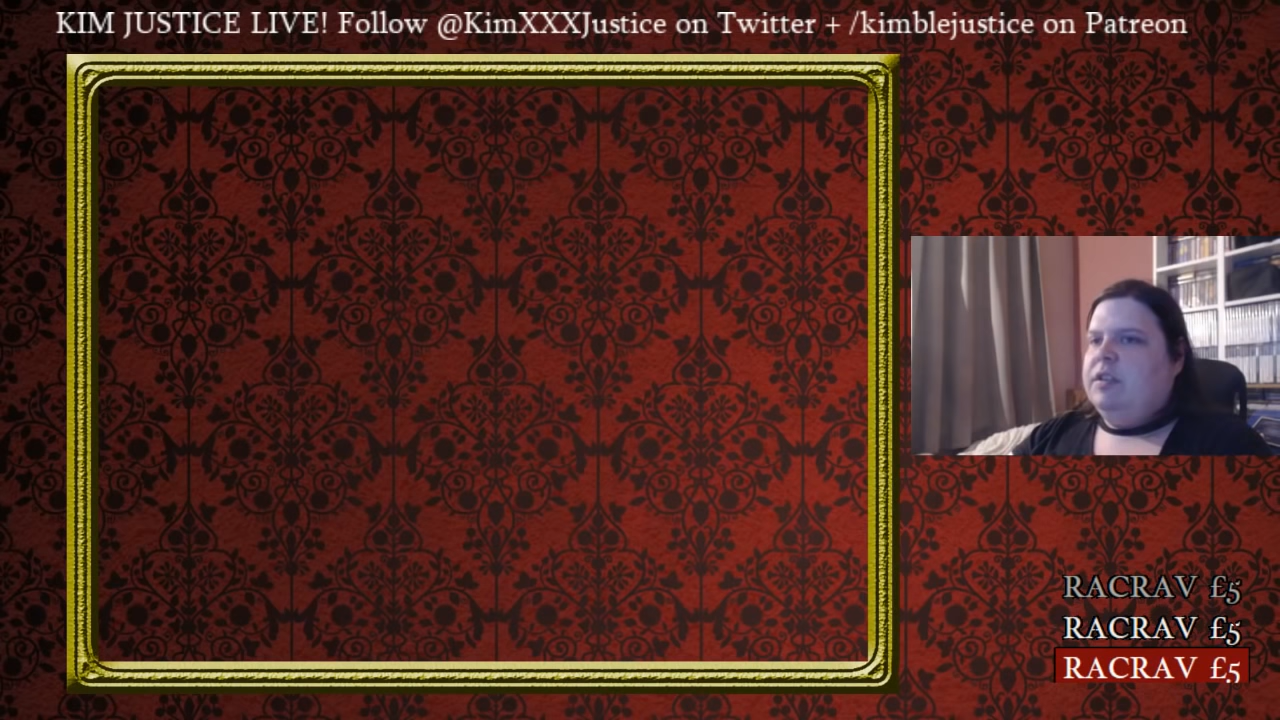 KIM JUSTICE LIVE! Follow @KimXXXJustice on Twitter + /kimblejustice on Patreon
RACRAV £5
RACRAV £5
RACRAV £5